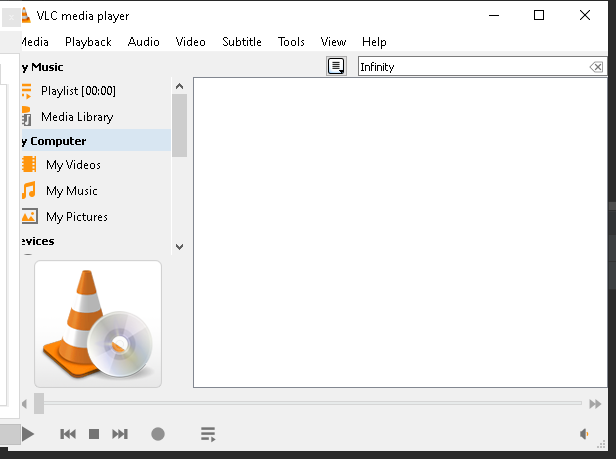 VLC media player
Media Playback Audio Video Subtitle Tools View Help
y Music
Infinity
Playlist [00:00]
Media Library
y Computer
My Videos
My Music
My Pictures
evices